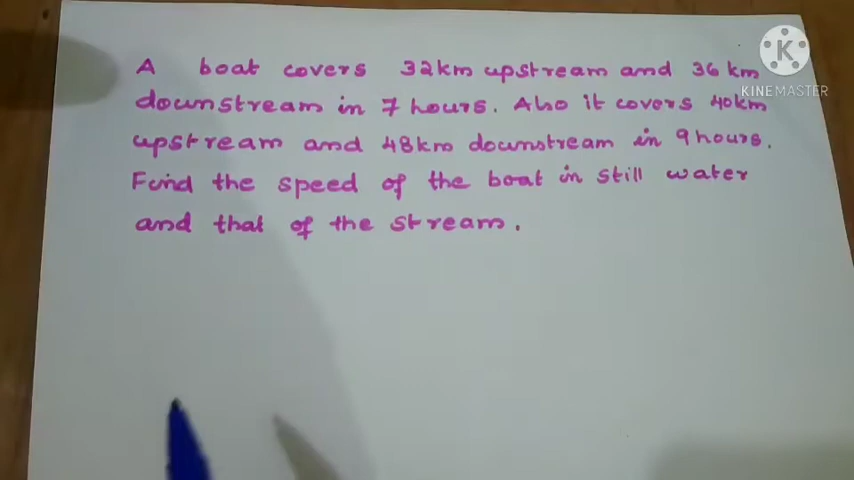 A boat covers 32km upstream and 36 km
downstream in 7 hours. Also it covers 40km
upstream and 48km downstream in 9 hours.
Find the speed of the boat in still water
and that of the stream.
K
KINEMASTER